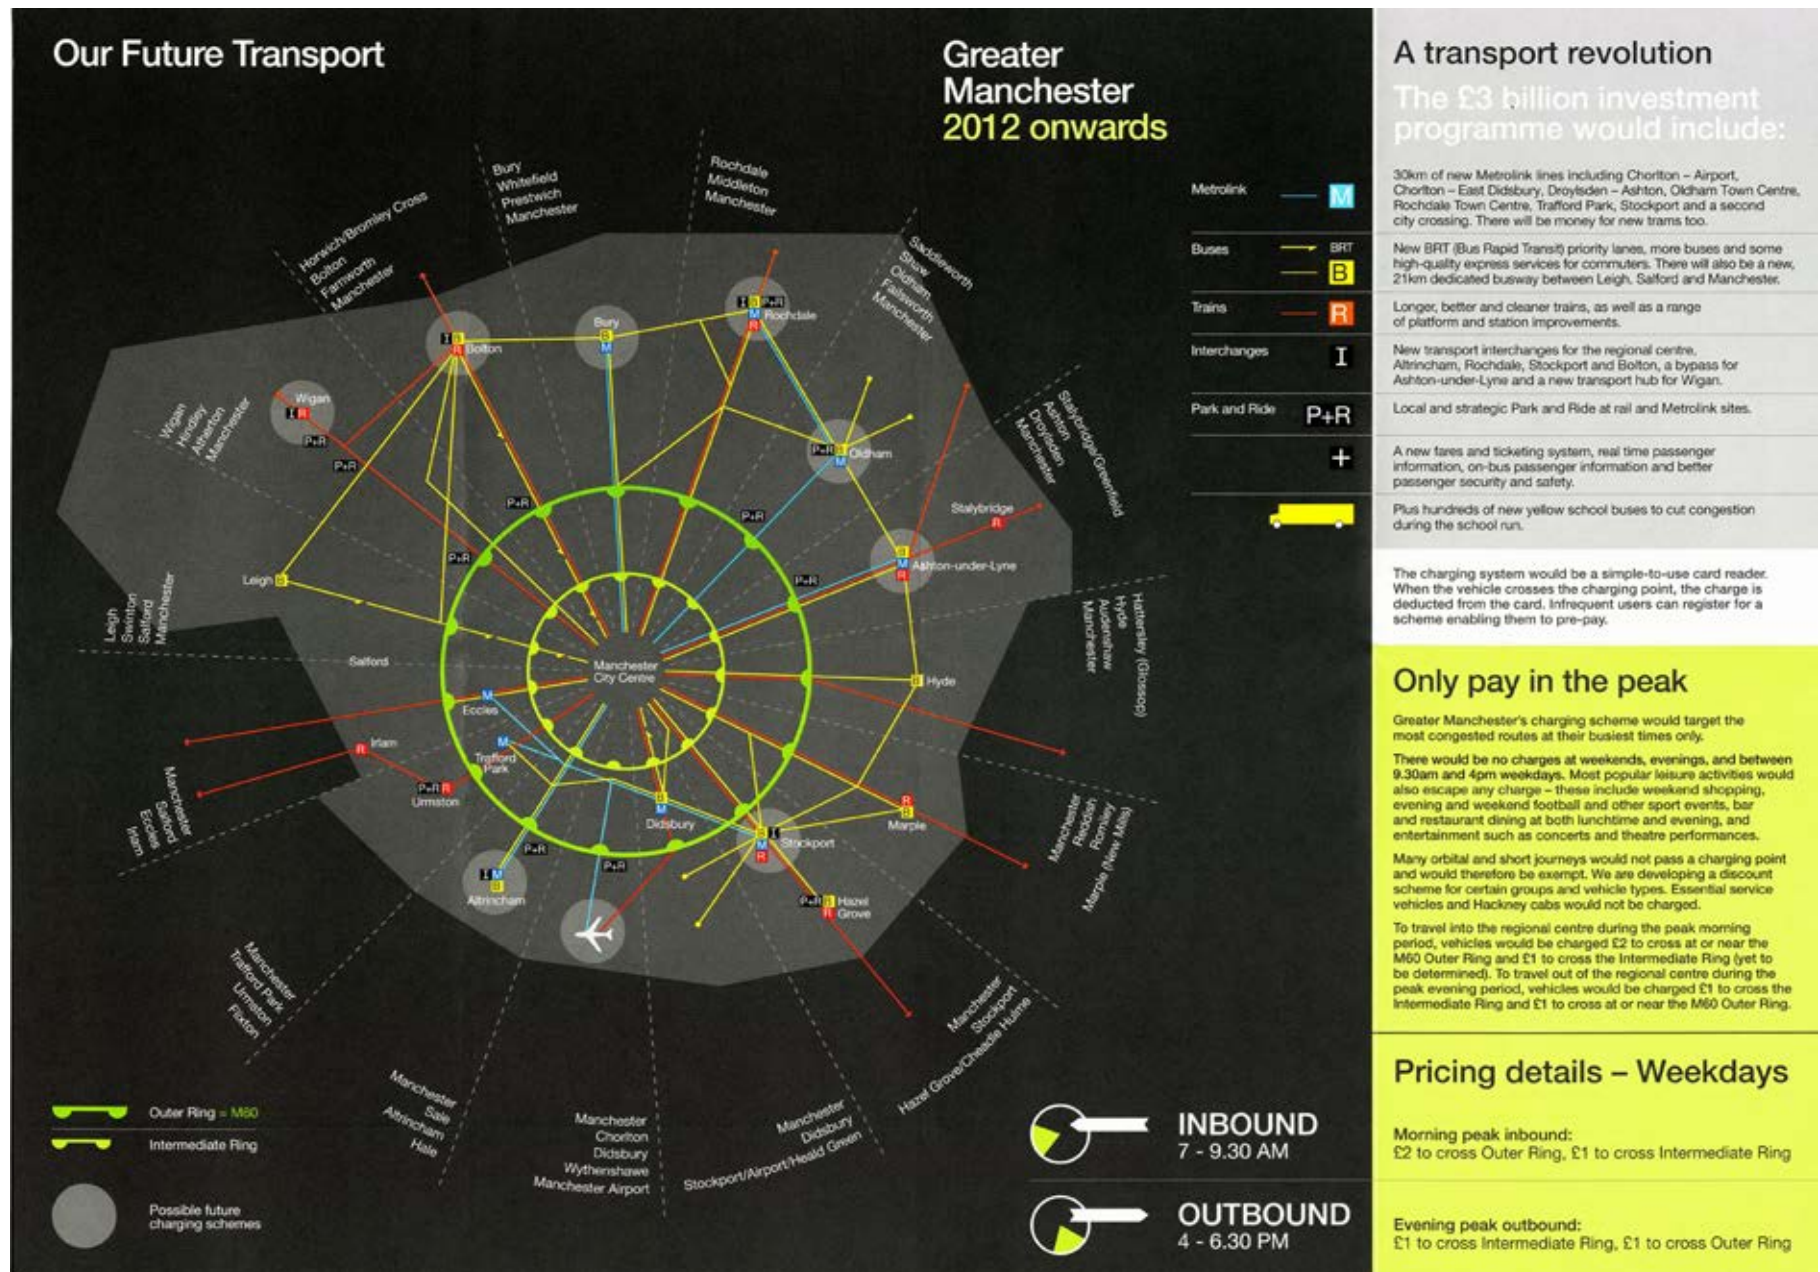 Our Future Transport
Greater
Manchester
2012 onwards
Bury
Whitefield
Prestwich
Manchester
Rochdale
Middleton
Manchester
Horwich/Bromley Cross
Bolton
Farnworth
Manchester
Saddleworth
Shaw
Oldham
Failsworth
Manchester
Wigan
Hindley
Atherton
Manchester
Stalybridge/Greenfield
Ashton
Droylsden
Manchester
Leigh
Swinton
Salford
Manchester
Hattersley (Glossop)
Hyde
Audenshaw
Manchester
Manchester
Salford
Eccles
Irlam
Manchester
Reddish
Romiley
Marple (New Mills)
Manchester
Trafford Park
Urmston
Flixton
Manchester
Stockport
Hazel Grove/Cheadle Hulme
Manchester
Sale
Altrincham
Hale
Manchester
Chorlton
Didsbury
Wythenshawe
Manchester Airport
Manchester
Didsbury
Stockport/Airport/Heald Green
I B P+R
M Rochdale
R
Bury
B
M
I B
R Bolton
Wigan
I R
P+R
P+R
P+R
P+R
P+R B Oldham
M
P+R
Stalybridge
R
B
M Ashton-under-Lyne
R
P+R
Leigh B
Salford
Manchester
City Centre
B Hyde
M
Eccles
R Irlam
M
Trafford
Park
P+R R
Urmston
B
M
Didsbury
R
B
Marple
B I
M Stockport
R
P+R
P+R
I M
B
Altrincham
P+R B Hazel
R Grove
Outer Ring = M60
Intermediate Ring
Possible future
charging schemes
INBOUND
7 - 9.30 AM
OUTBOUND
4 - 6.30 PM
Metrolink M
Buses BRT
B
Trains R
Interchanges I
Park and Ride P+R
+
A transport revolution
The £3 billion investment
programme would include:
30km of new Metrolink lines including Chorlton – Airport,
Chorlton – East Didsbury, Droylsden – Ashton, Oldham Town Centre,
Rochdale Town Centre, Trafford Park, Stockport and a second
city crossing. There will be money for new trams too.
New BRT (Bus Rapid Transit) priority lanes, more buses and some
high-quality express services for commuters. There will also be a new,
21km dedicated busway between Leigh, Salford and Manchester.
Longer, better and cleaner trains, as well as a range
of platform and station improvements.
New transport interchanges for the regional centre,
Altrincham, Rochdale, Stockport and Bolton, a bypass for
Ashton-under-Lyne and a new transport hub for Wigan.
Local and strategic Park and Ride at rail and Metrolink sites.
A new fares and ticketing system, real time passenger
information, on-bus passenger information and better
passenger security and safety.
Plus hundreds of new yellow school buses to cut congestion
during the school run.
The charging system would be a simple-to-use card reader.
When the vehicle crosses the charging point, the charge is
deducted from the card. Infrequent users can register for a
scheme enabling them to pre-pay.
Only pay in the peak
Greater Manchester's charging scheme would target the
most congested routes at their busiest times only.
There would be no charges at weekends, evenings, and between
9.30am and 4pm weekdays. Most popular leisure activities would
also escape any charge – these include weekend shopping,
evening and weekend football and other sport events, bar
and restaurant dining at both lunchtime and evening, and
entertainment such as concerts and theatre performances.
Many orbital and short journeys would not pass a charging point
and would therefore be exempt. We are developing a discount
scheme for certain groups and vehicle types. Essential service
vehicles and Hackney cabs would not be charged.
To travel into the regional centre during the peak morning
period, vehicles would be charged £2 to cross at or near the
M60 Outer Ring and £1 to cross the Intermediate Ring (yet to
be determined). To travel out of the regional centre during the
peak evening period, vehicles would be charged £1 to cross the
Intermediate Ring and £1 to cross at or near the M60 Outer Ring.
Pricing details – Weekdays
Morning peak inbound:
£2 to cross Outer Ring, £1 to cross Intermediate Ring
Evening peak outbound:
£1 to cross Intermediate Ring, £1 to cross Outer Ring